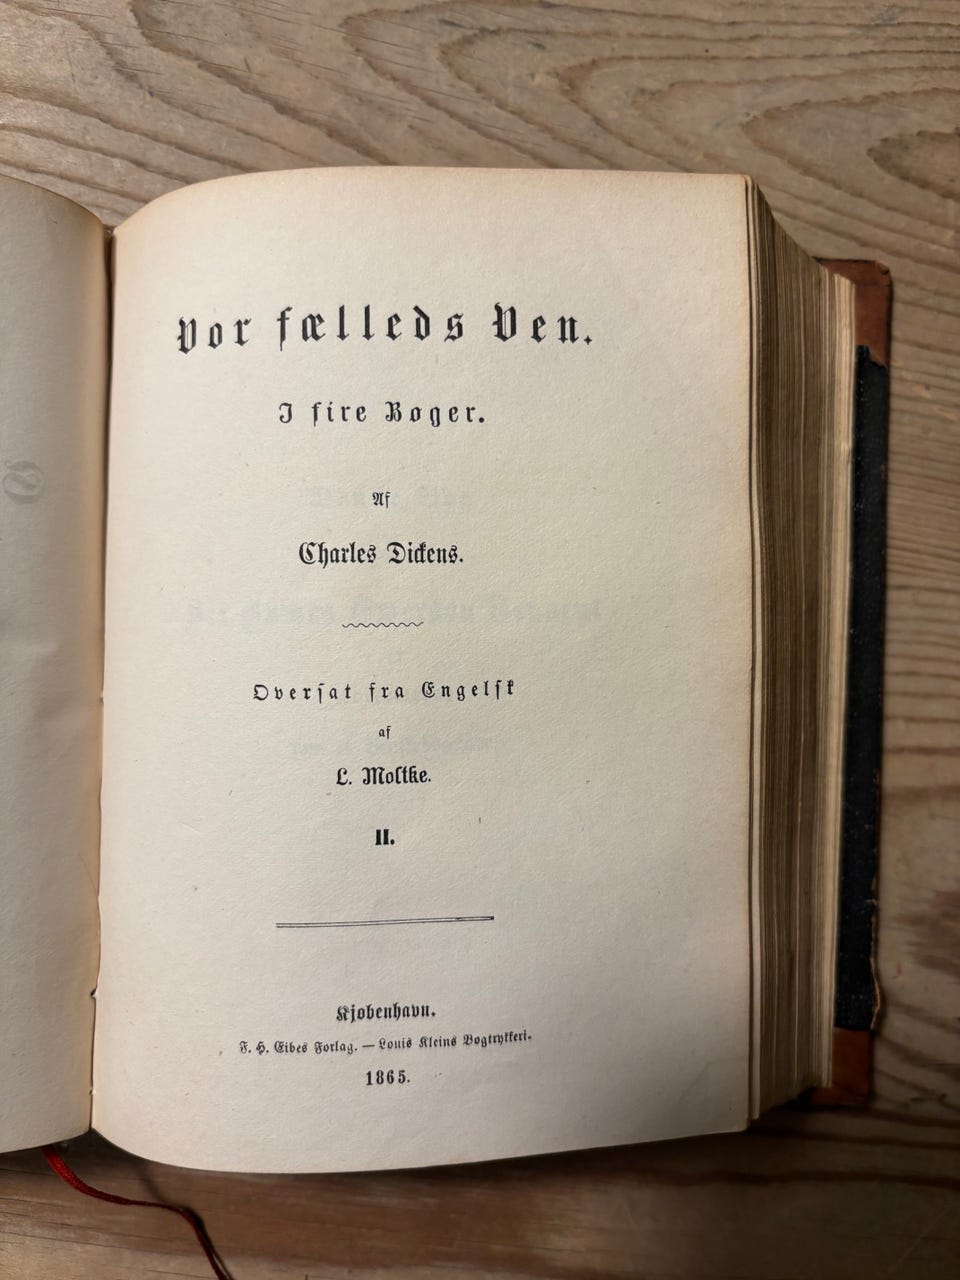 Vor fælleds Ven.
I fire Bøger.
Af
Charles Dickens.
Oversat fra Engelsk
af
L. Moltke.
II.
Kjøbenhavn.
F. H. Eibes Forlag. — Louis Kleins Bogtrykkeri.
1865.